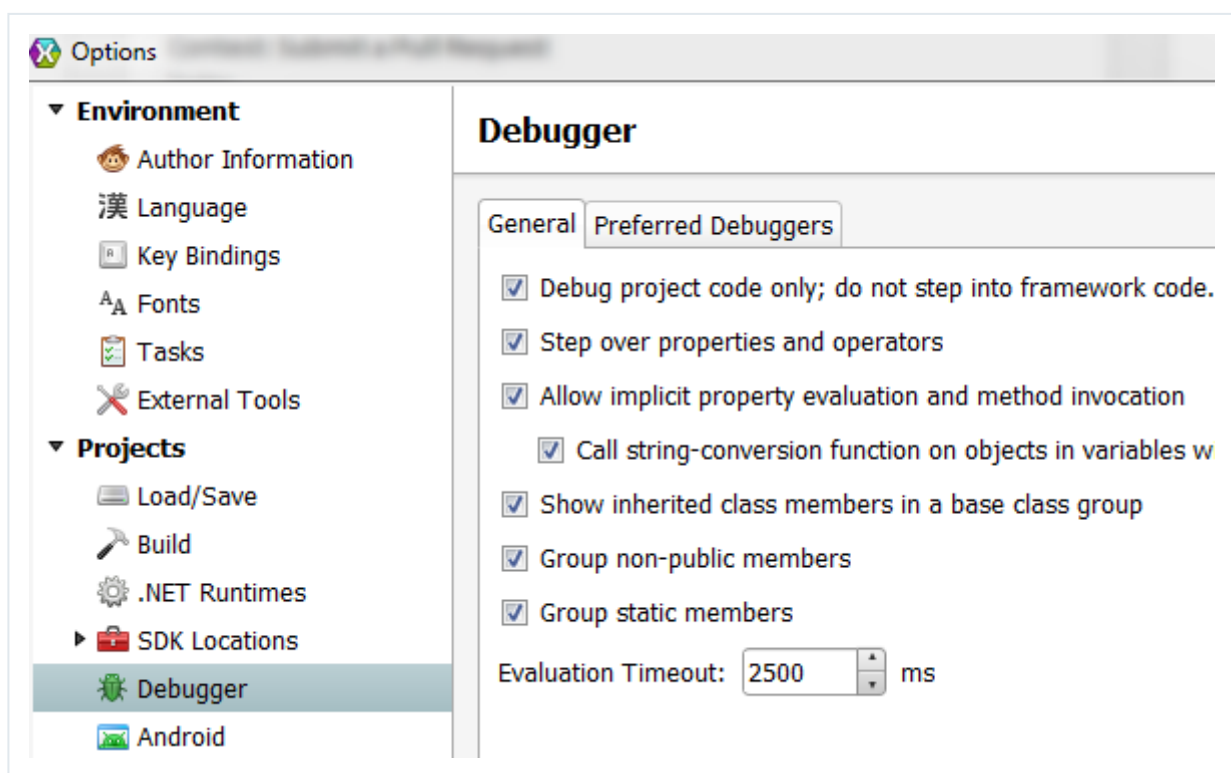 Options
Environment
Author Information
漢 Language
Key Bindings
AA Fonts
Tasks
External Tools
Projects
Load/Save
Build
.NET Runtimes
SDK Locations
Debugger
Android
Debugger
General Preferred Debuggers
Debug project code only; do not step into framework code.
Step over properties and operators
Allow implicit property evaluation and method invocation
Call string-conversion function on objects in variables w
Show inherited class members in a base class group
Group non-public members
Group static members
Evaluation Timeout: 2500 ms